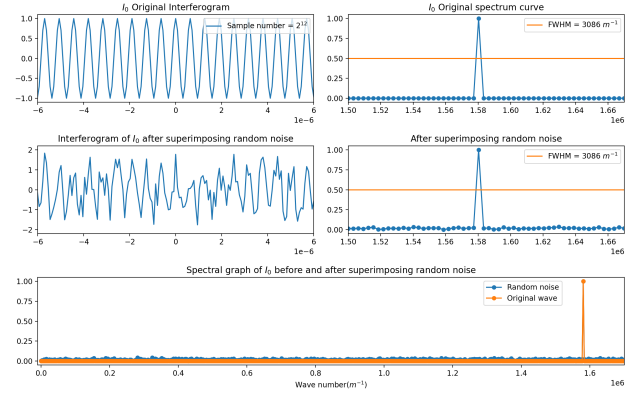 I₀ Original Interferogram
Sample number = 2¹²
1.0
0.5
0.0
−0.5
−1.0
−6 −4 −2 0 2 4 6
1e−6
I₀ Original spectrum curve
FWHM = 3086 m⁻¹
1.00
0.75
0.50
0.25
0.00
1.50 1.52 1.54 1.56 1.58 1.60 1.62 1.64 1.66
1e6
Interferogram of I₀ after superimposing random noise
2
1
0
−1
−2
−6 −4 −2 0 2 4 6
1e−6
After superimposing random noise
FWHM = 3086 m⁻¹
1.00
0.75
0.50
0.25
0.00
1.50 1.52 1.54 1.56 1.58 1.60 1.62 1.64 1.66
1e6
Spectral graph of I₀ before and after superimposing random noise
Random noise
Original wave
1.00
0.75
0.50
0.25
0.00
0.0 0.2 0.4 0.6 0.8 1.0 1.2 1.4 1.6
Wave number(m⁻¹)
1e6